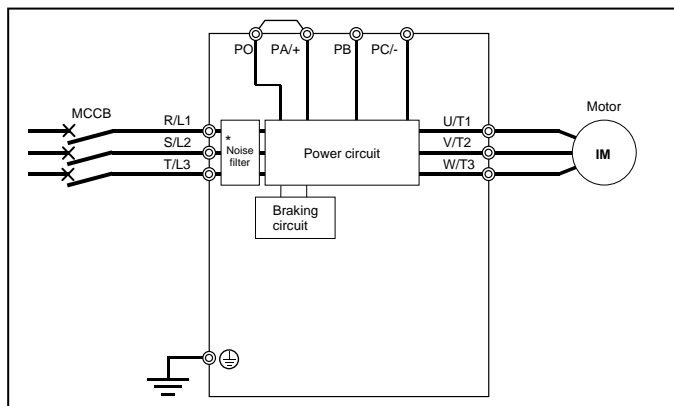 PO PA/+ PB PC/-
MCCB
R/L1
S/L2
T/L3
*
Noise
filter
Power circuit
Braking
circuit
U/T1
V/T2
W/T3
Motor
IM